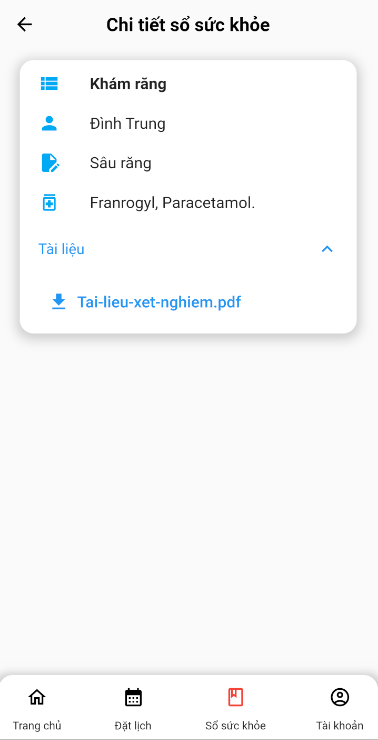 Chi tiết sổ sức khỏe
Khám răng
Đình Trung
Sâu răng
Franrogyl, Paracetamol.
Tài liệu
Tai-lieu-xet-nghiem.pdf
Trang chủ
Đặt lịch
Sổ sức khỏe
Tài khoản